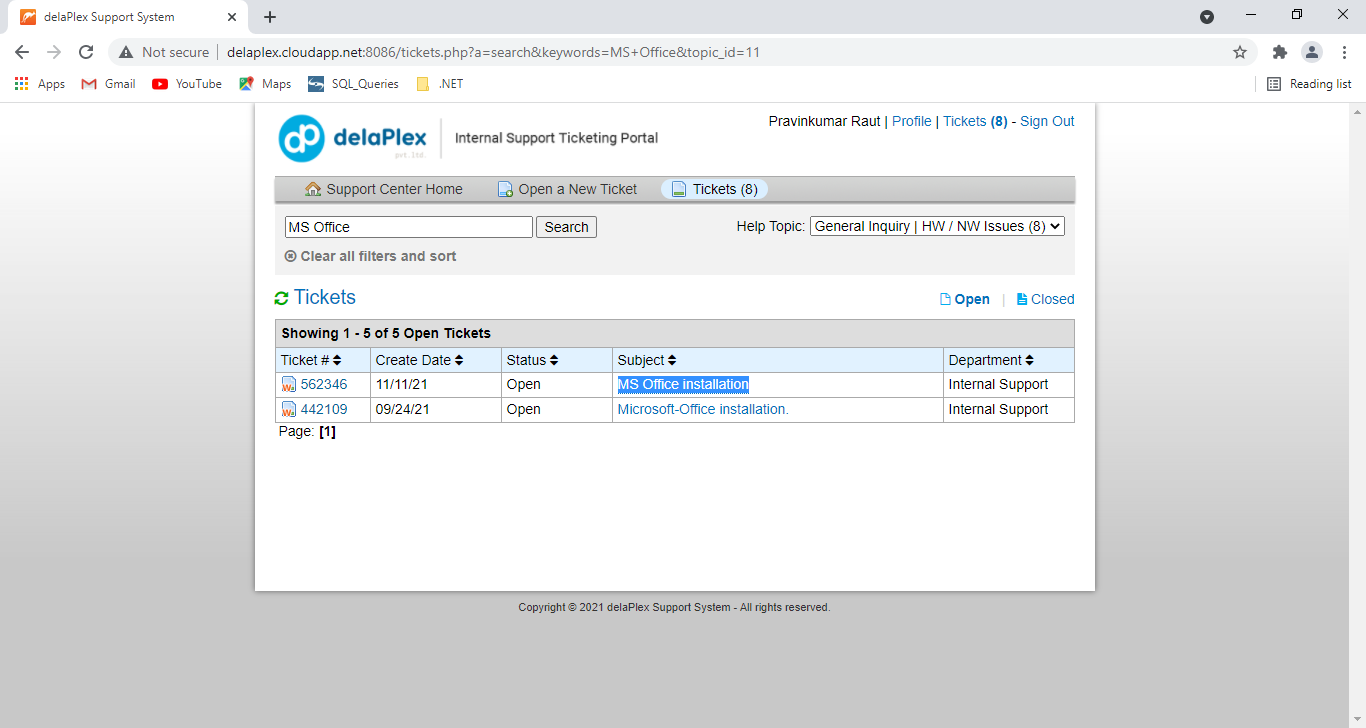 delaPlex Support System
Not secure
delaplex.cloudapp.net:8086/tickets.php?a=search&keywords=MS+Office&topic_id=11
Apps Gmail YouTube Maps SQL_Queries .NET Reading list
dp delaPlex pvt.ltd. Internal Support Ticketing Portal
Pravinkumar Raut | Profile | Tickets (8) - Sign Out
Support Center Home Open a New Ticket Tickets (8)
MS Office Search Help Topic: General Inquiry | HW / NW Issues (8)
Clear all filters and sort
Tickets Open | Closed
Showing 1 - 5 of 5 Open Tickets
Ticket # Create Date Status Subject Department
562346 11/11/21 Open MS Office installation Internal Support
442109 09/24/21 Open Microsoft-Office installation. Internal Support
Page: [1]
Copyright © 2021 delaPlex Support System - All rights reserved.